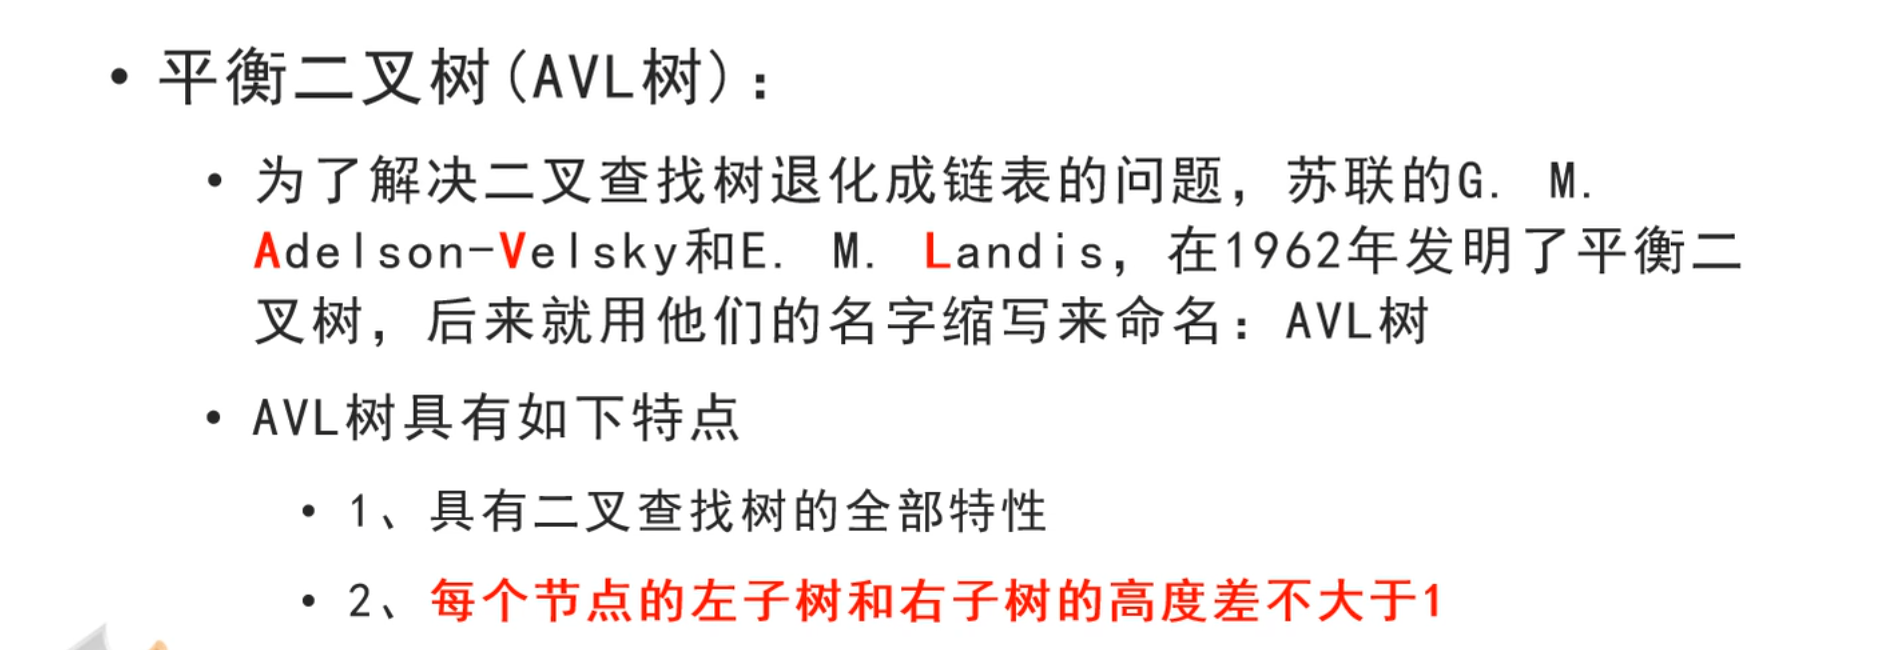 • 平衡二叉树(AVL树)：
• 为了解决二叉查找树退化成链表的问题，苏联的G. M.
Adelson-Velsky和E. M. Landis，在1962年发明了平衡二
叉树，后来就用他们的名字缩写来命名：AVL树
• AVL树具有如下特点
• 1、具有二叉查找树的全部特性
• 2、每个节点的左子树和右子树的高度差不大于1